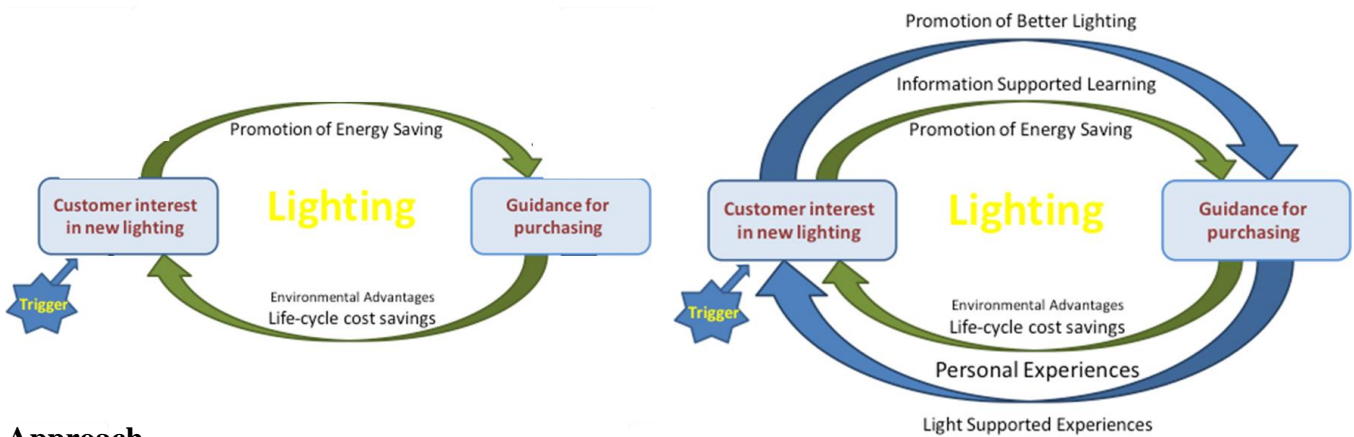 Promotion of Energy Saving
Customer interest
in new lighting
Lighting
Guidance for
purchasing
Trigger
Environmental Advantages
Life-cycle cost savings
Promotion of Better Lighting
Information Supported Learning
Promotion of Energy Saving
Customer interest
in new lighting
Lighting
Guidance for
purchasing
Trigger
Environmental Advantages
Life-cycle cost savings
Personal Experiences
Light Supported Experiences
Approach